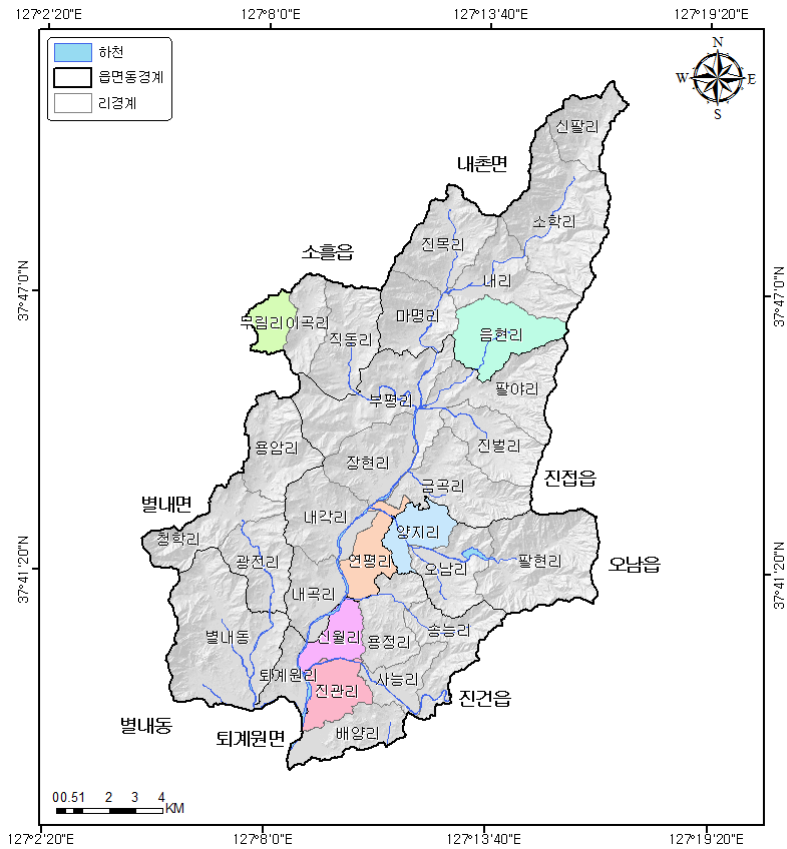 127°2'20"E 127°8'0"E 127°13'40"E 127°19'20"E
하천
읍면동경계
리경계
N
W E
S
신팔리
내촌면
소학리
진목리
소흘읍
내리
37°47'0"N 37°47'0"N
마명리
무림리 이곡리
음현리
직동리
팔야리
부평리
용암리
진벌리
장현리
진접읍
금곡리
별내면
내각리
양지리
청학리
광전리
연평리
오남리
팔현리
오남읍
37°41'20"N 37°41'20"N
내곡리
별내동
신월리
용정리
송능리
퇴계원리
사능리
진관리
진건읍
별내동
퇴계원면
배양리
0 0.5 1 2 3 4
KM
127°2'20"E 127°8'0"E 127°13'40"E 127°19'20"E